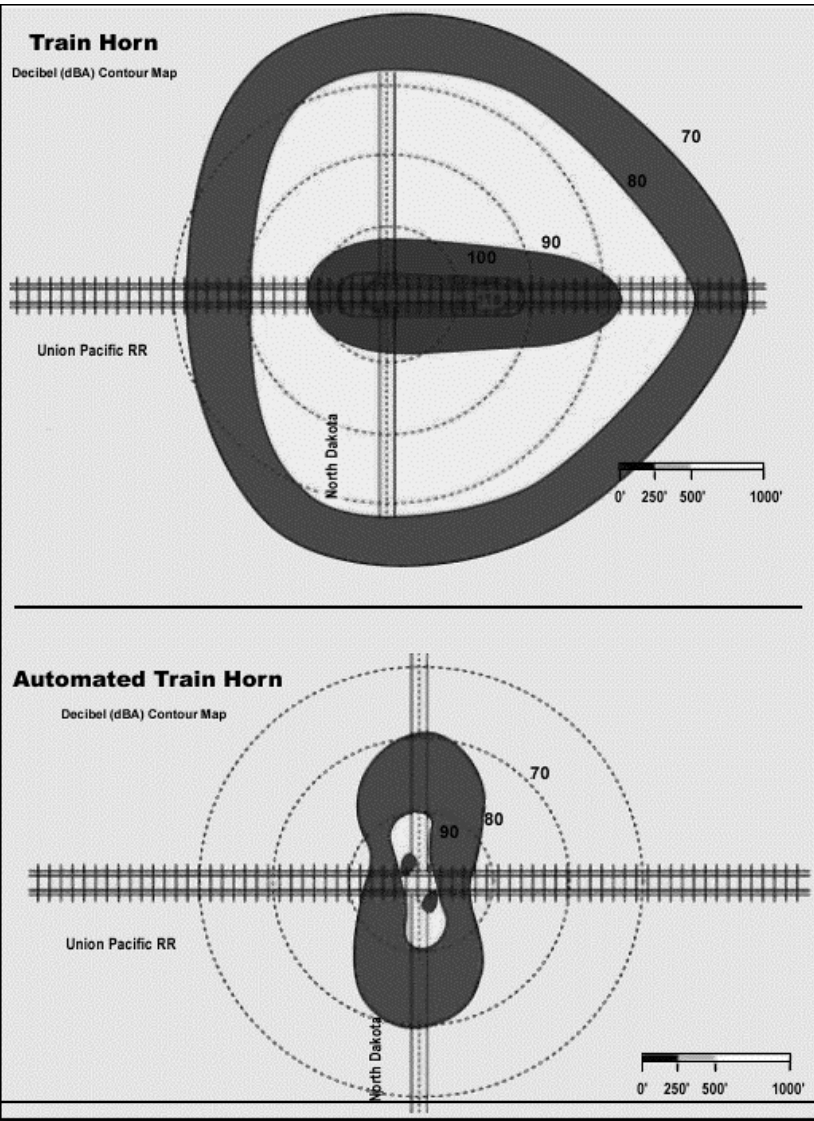 Train Horn
Decibel (dBA) Contour Map
70
80
90
100
Union Pacific RR
North Dakota
0' 250' 500' 1000'
Automated Train Horn
Decibel (dBA) Contour Map
70
80
90
Union Pacific RR
North Dakota
0' 250' 500' 1000'